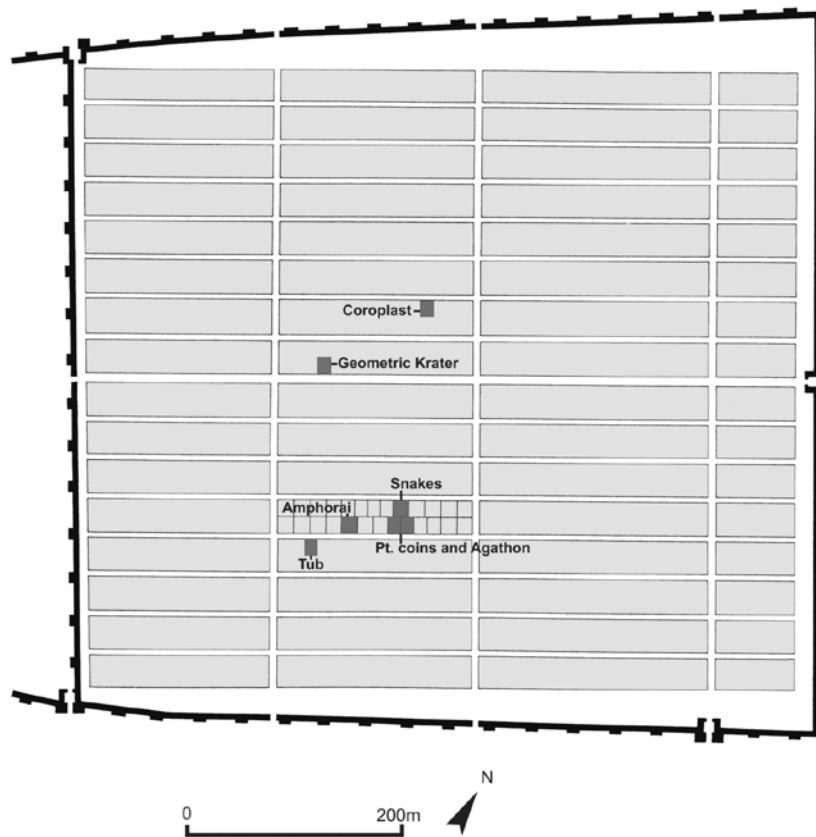 Coroplast
Geometric Krater
Snakes
Amphorai
Pt. coins and Agathon
Tub
N
0 200m